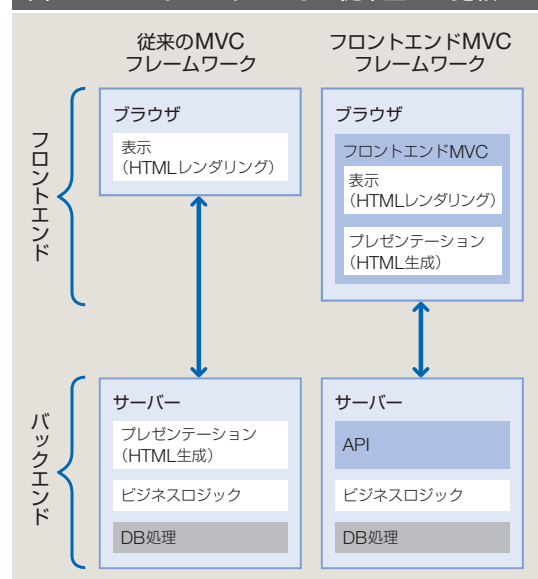 従来のMVC
フレームワーク
フロントエンドMVC
フレームワーク
フロントエンド
ブラウザ
表示
（HTMLレンダリング）
ブラウザ
フロントエンドMVC
表示
（HTMLレンダリング）
プレゼンテーション
（HTML生成）
バックエンド
サーバー
プレゼンテーション
（HTML生成）
ビジネスロジック
DB処理
サーバー
API
ビジネスロジック
DB処理